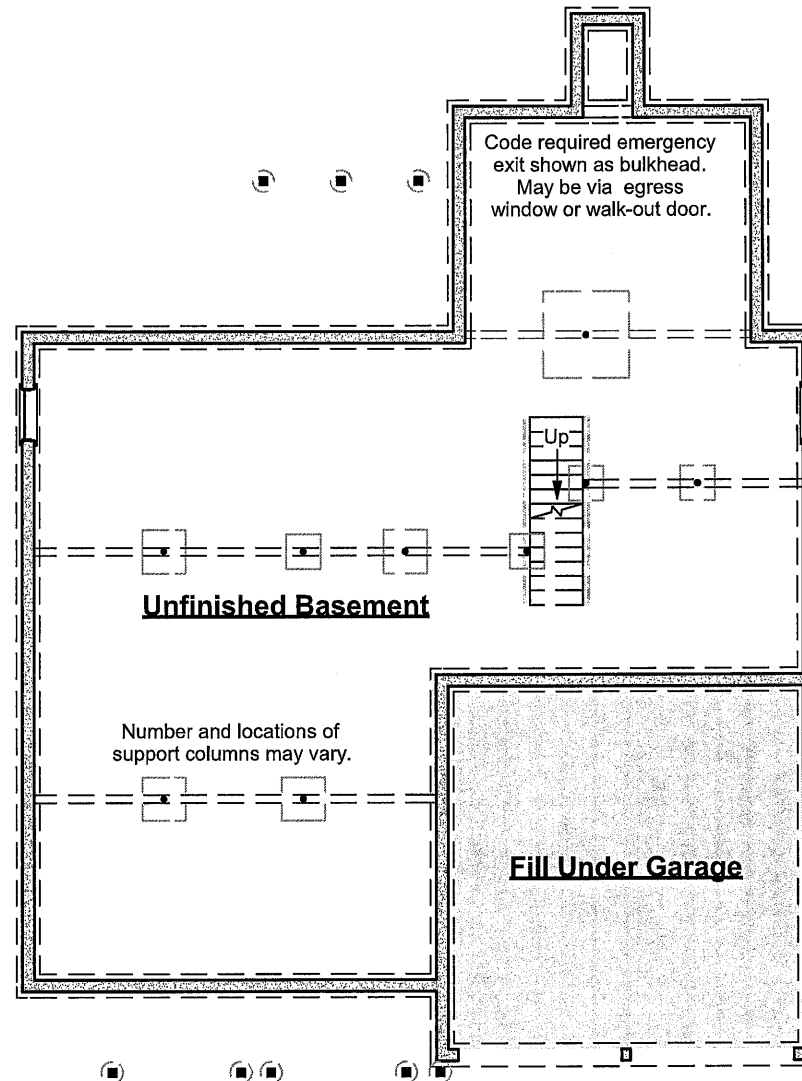 Code required emergency
exit shown as bulkhead.
May be via egress
window or walk-out door.
Up
Unfinished Basement
Number and locations of
support columns may vary.
Fill Under Garage